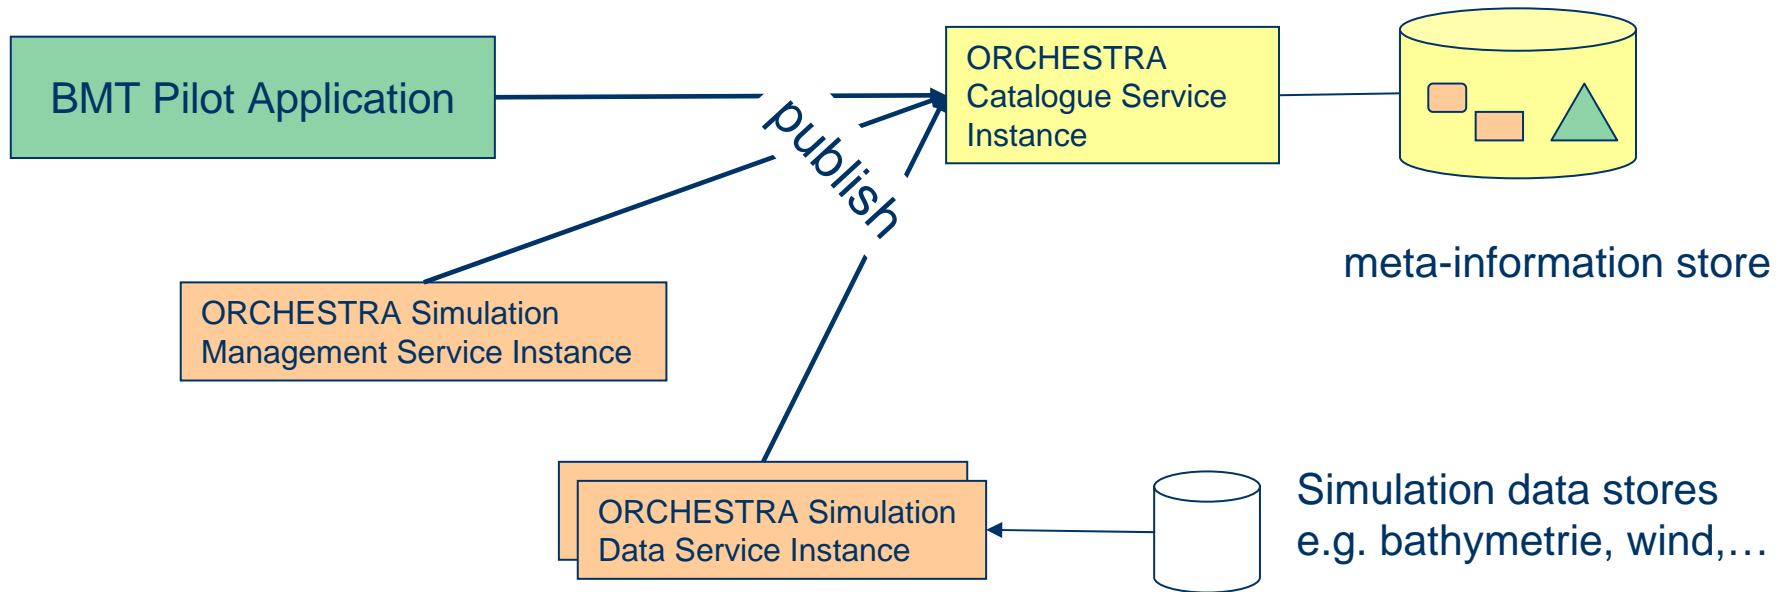 BMT Pilot Application
ORCHESTRA
Catalogue Service
Instance
publish
meta-information store
ORCHESTRA Simulation
Management Service Instance
ORCHESTRA Simulation
Data Service Instance
Simulation data stores
e.g. bathymetrie, wind,…